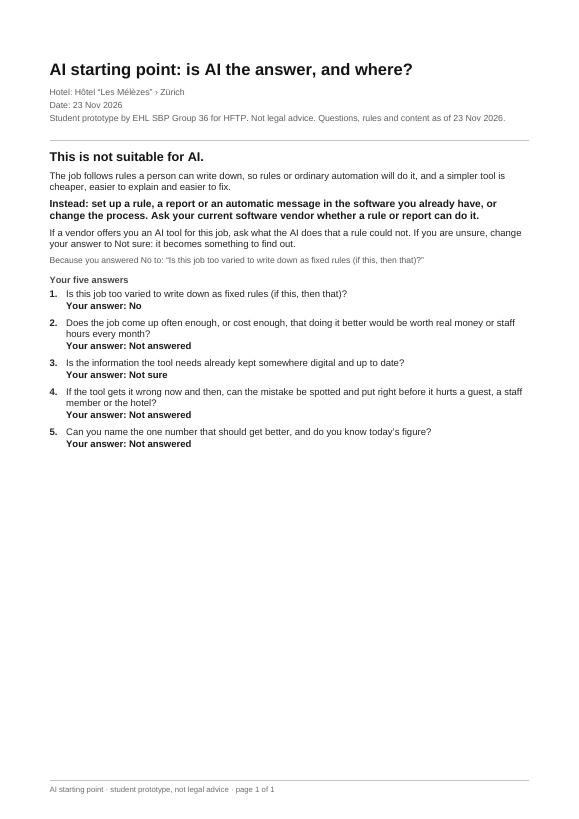 AI starting point: is AI the answer, and where?
Hotel: Hôtel “Les Mélèzes” › Zürich
Date: 23 Nov 2026
Student prototype by EHL SBP Group 36 for HFTP. Not legal advice. Questions, rules and content as of 23 Nov 2026.
This is not suitable for AI.
The job follows rules a person can write down, so rules or ordinary automation will do it, and a simpler tool is
cheaper, easier to explain and easier to fix.
Instead: set up a rule, a report or an automatic message in the software you already have, or
change the process. Ask your current software vendor whether a rule or report can do it.
If a vendor offers you an AI tool for this job, ask what the AI does that a rule could not. If you are unsure, change
your answer to Not sure: it becomes something to find out.
Because you answered No to: “Is this job too varied to write down as fixed rules (if this, then that)?”
Your five answers
1. Is this job too varied to write down as fixed rules (if this, then that)?
Your answer: No
2. Does the job come up often enough, or cost enough, that doing it better would be worth real money or staff
hours every month?
Your answer: Not answered
3. Is the information the tool needs already kept somewhere digital and up to date?
Your answer: Not sure
4. If the tool gets it wrong now and then, can the mistake be spotted and put right before it hurts a guest, a staff
member or the hotel?
Your answer: Not answered
5. Can you name the one number that should get better, and do you know today’s figure?
Your answer: Not answered
AI starting point · student prototype, not legal advice · page 1 of 1